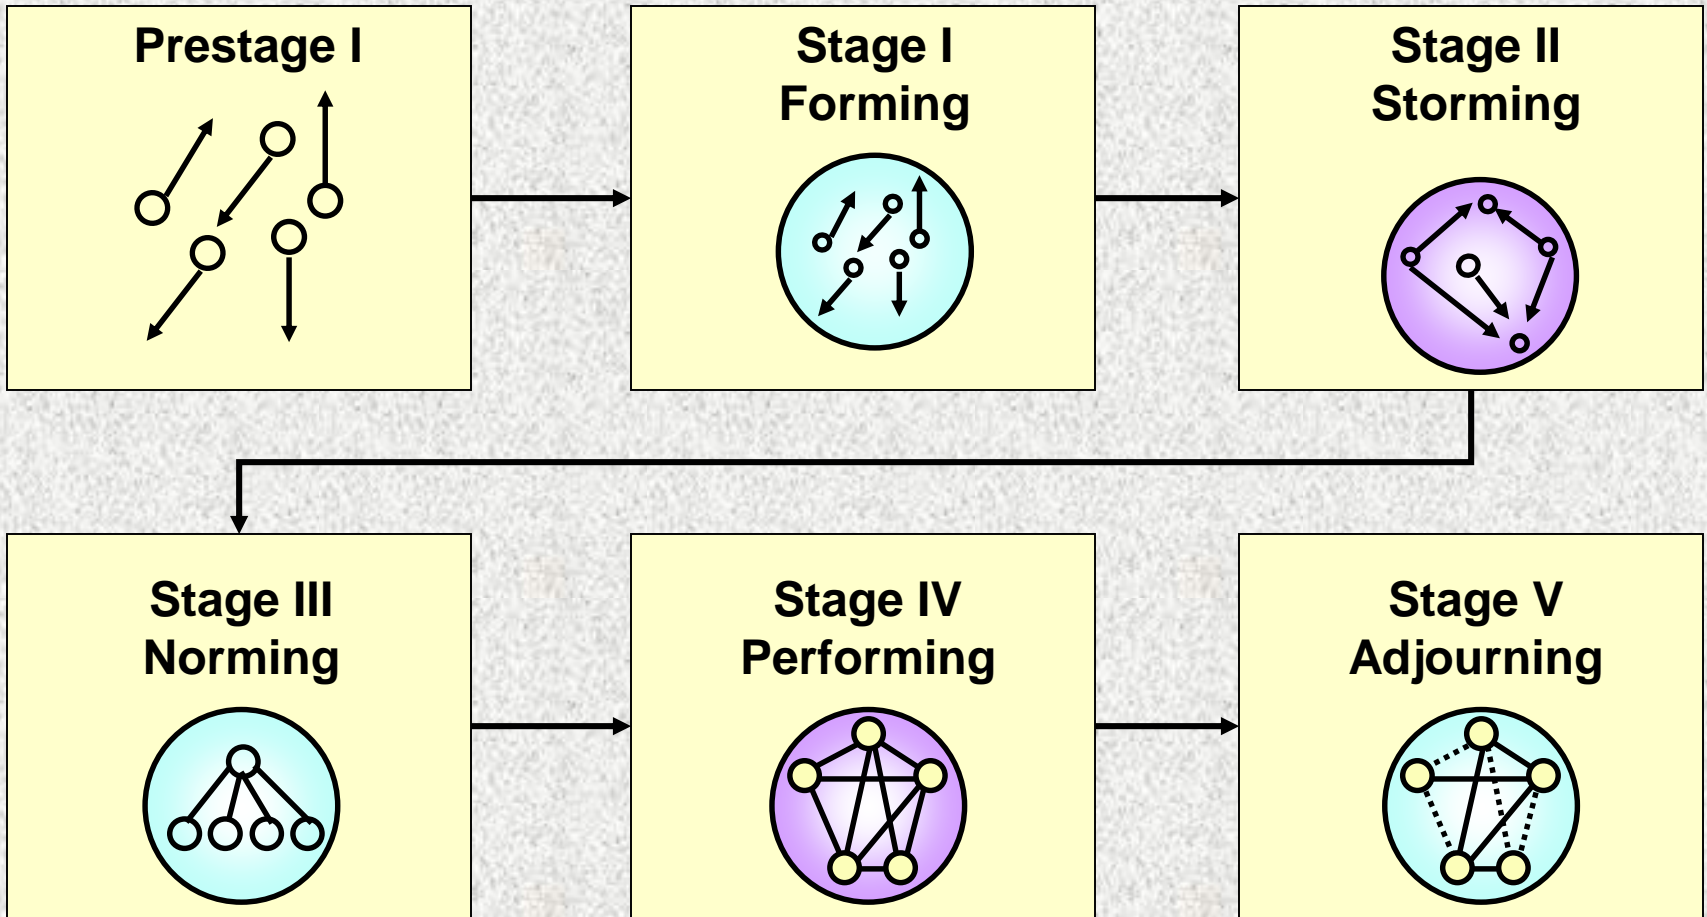 Prestage I
Stage I
Forming
Stage II
Storming
Stage III
Norming
Stage IV
Performing
Stage V
Adjourning